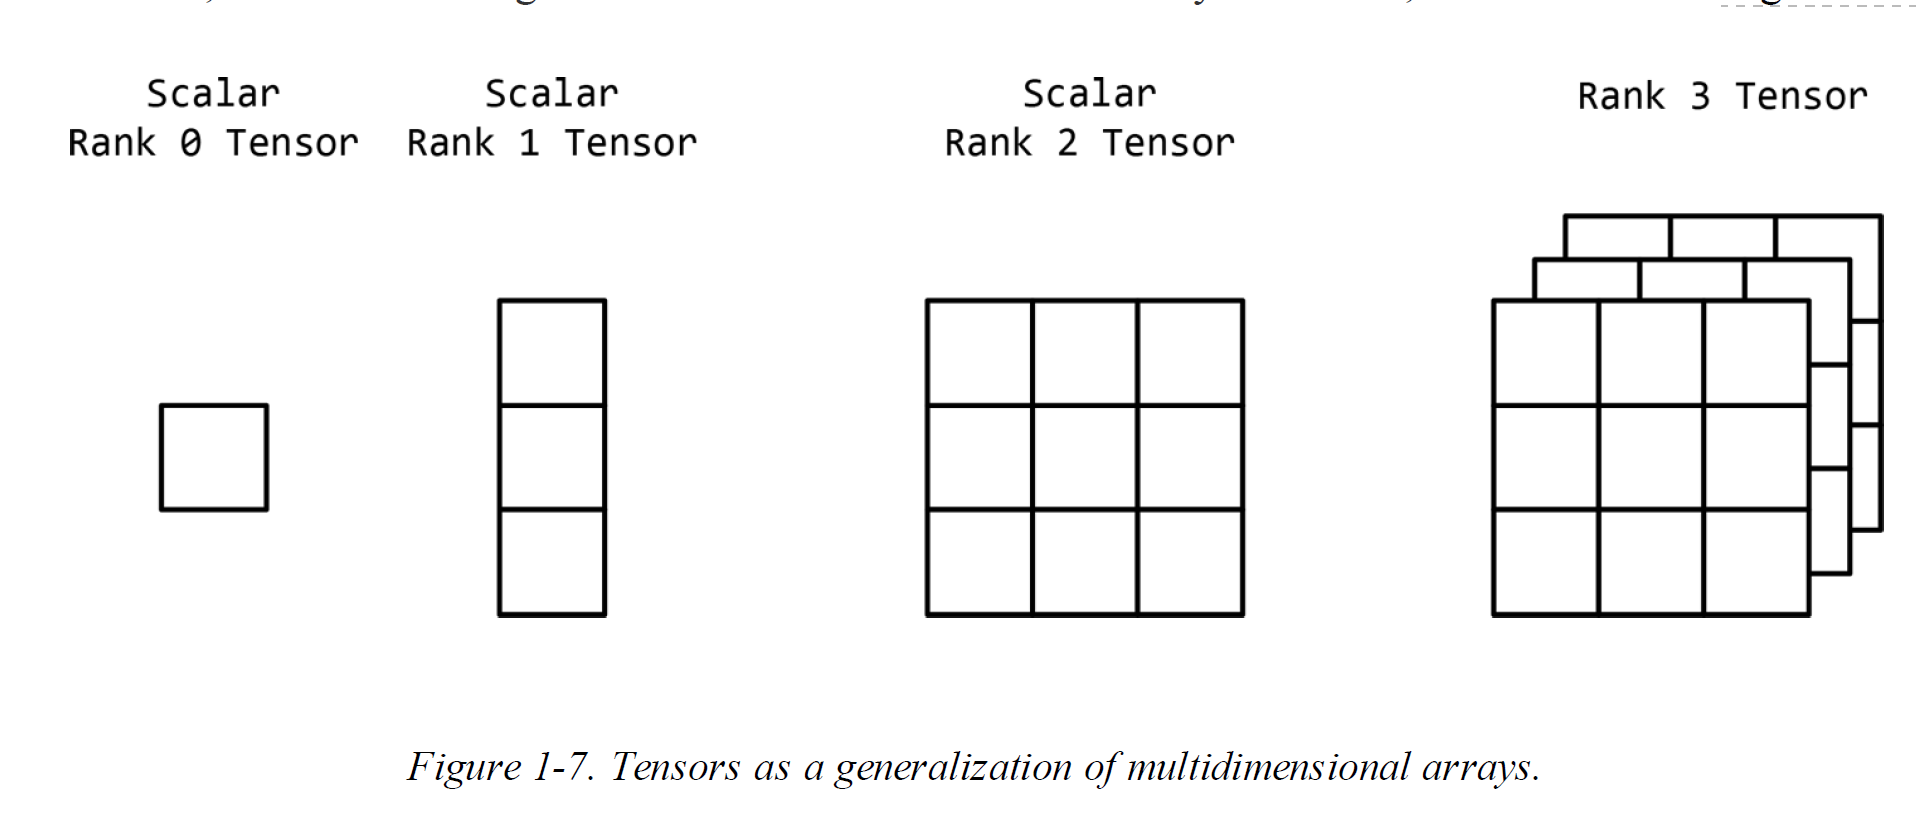 Scalar
Rank 0 Tensor
Scalar
Rank 1 Tensor
Scalar
Rank 2 Tensor
Rank 3 Tensor
Figure 1-7. Tensors as a generalization of multidimensional arrays.